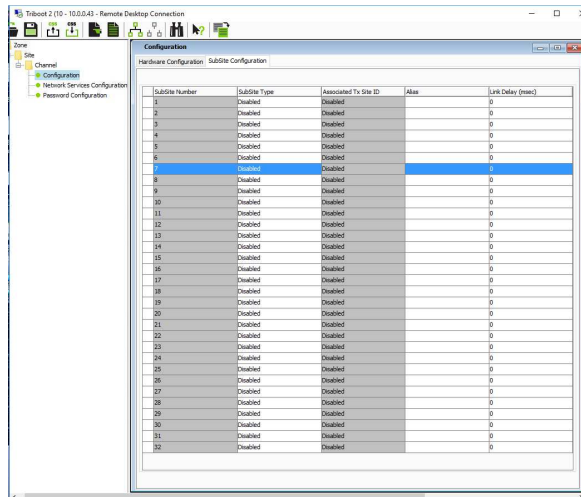 Triboot 2 (10 - 10.0.0.43 - Remote Desktop Connection
CSS CSS
Zone
Site
Channel
Configuration
Network Services Configuration
Password Configuration
Configuration
Hardware Configuration SubSite Configuration
SubSite Number SubSite Type Associated Tx Site ID Alias Link Delay (msec)
1 Disabled Disabled 0
2 Disabled Disabled 0
3 Disabled Disabled 0
4 Disabled Disabled 0
5 Disabled Disabled 0
6 Disabled Disabled 0
7 Disabled Disabled 0
8 Disabled Disabled 0
9 Disabled Disabled 0
10 Disabled Disabled 0
11 Disabled Disabled 0
12 Disabled Disabled 0
13 Disabled Disabled 0
14 Disabled Disabled 0
15 Disabled Disabled 0
16 Disabled Disabled 0
17 Disabled Disabled 0
18 Disabled Disabled 0
19 Disabled Disabled 0
20 Disabled Disabled 0
21 Disabled Disabled 0
22 Disabled Disabled 0
23 Disabled Disabled 0
24 Disabled Disabled 0
25 Disabled Disabled 0
26 Disabled Disabled 0
27 Disabled Disabled 0
28 Disabled Disabled 0
29 Disabled Disabled 0
30 Disabled Disabled 0
31 Disabled Disabled 0
32 Disabled Disabled 0